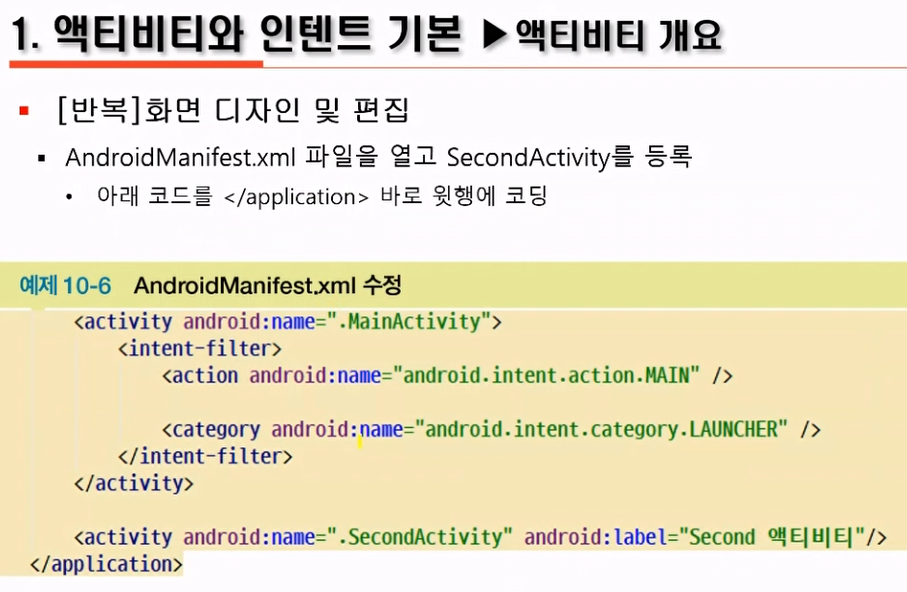 1. 액티비티와 인텐트 기본 ▶액티비티 개요
[반복]화면 디자인 및 편집
AndroidManifest.xml 파일을 열고 SecondActivity를 등록
아래 코드를 </application> 바로 윗행에 코딩
예제 10-6 AndroidManifest.xml 수정
<activity android:name=".MainActivity">
<intent-filter>
<action android:name="android.intent.action.MAIN" />
<category android:name="android.intent.category.LAUNCHER" />
</intent-filter>
</activity>
<activity android:name=".SecondActivity" android:label="Second 액티비티"/>
</application>